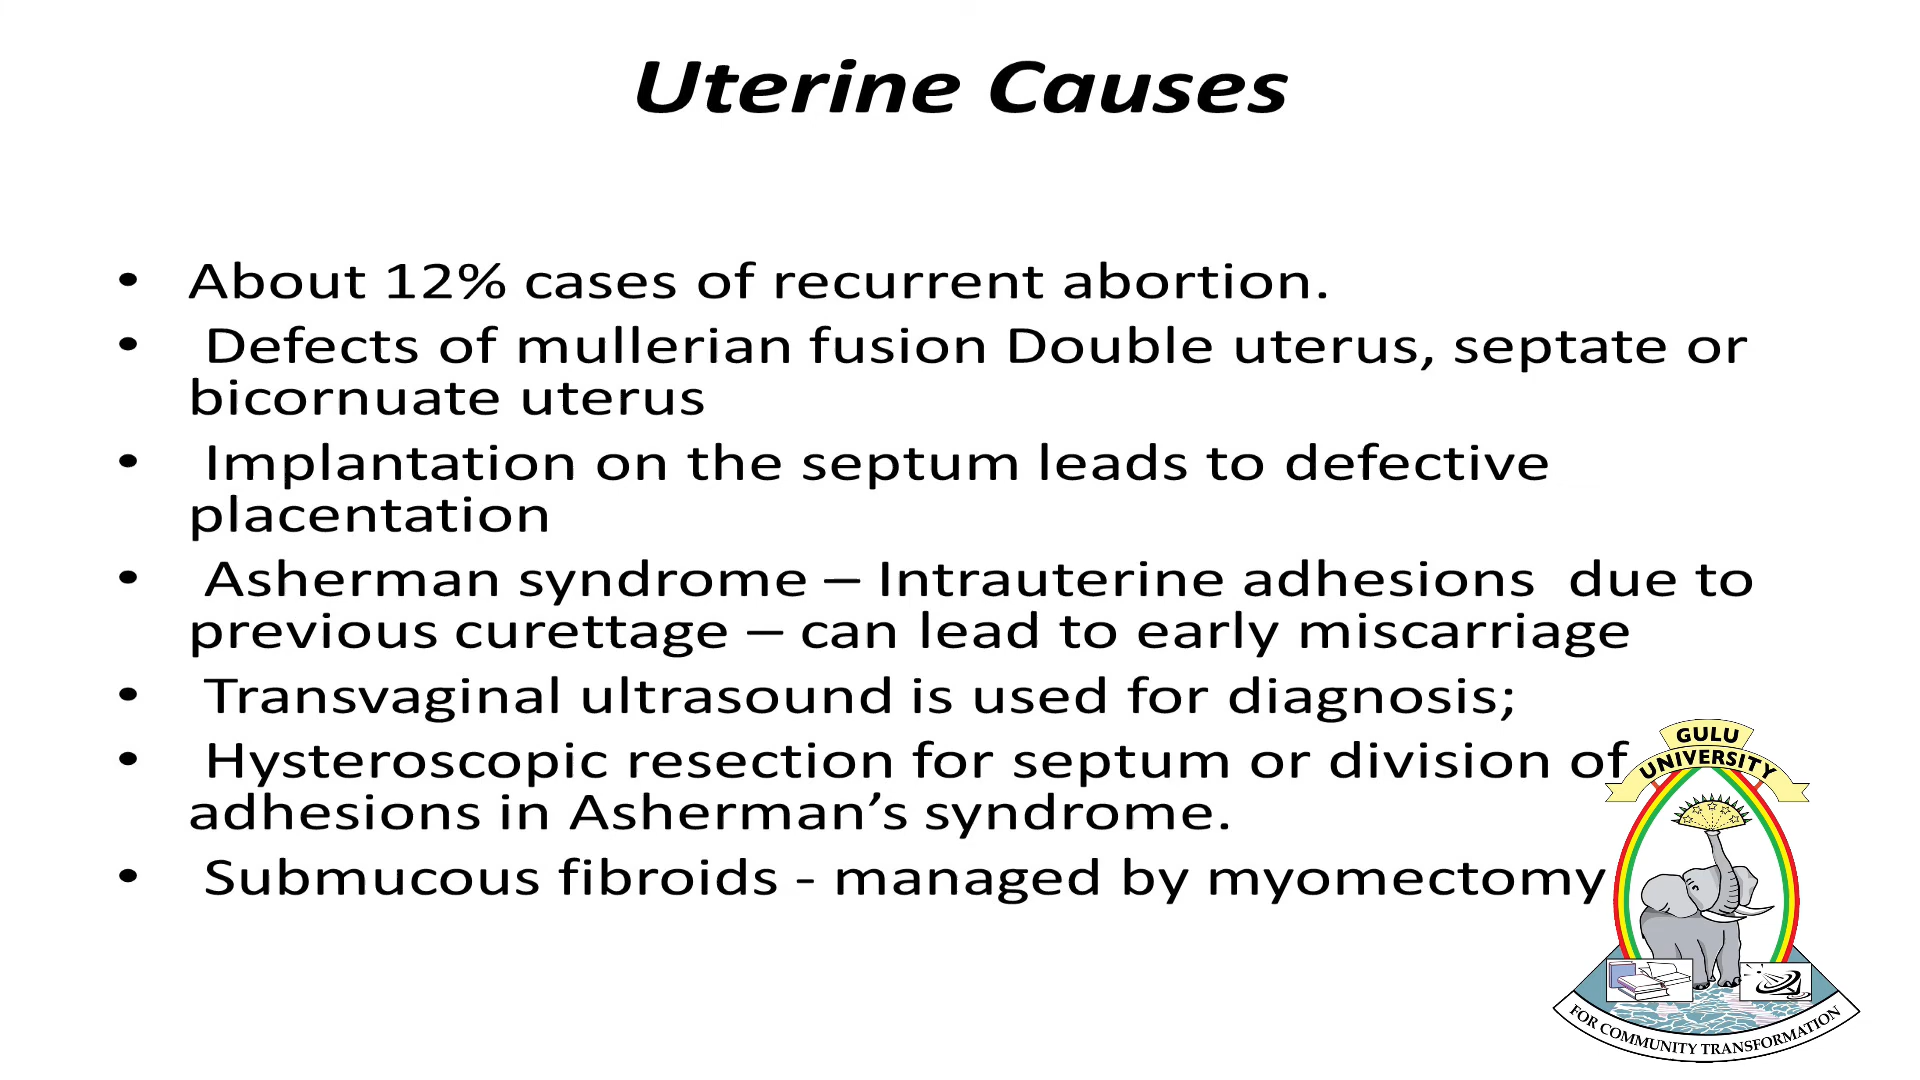 Uterine Causes
• About 12% cases of recurrent abortion.
• Defects of mullerian fusion Double uterus, septate or
bicornuate uterus
• Implantation on the septum leads to defective
placentation
• Asherman syndrome – Intrauterine adhesions  due to
previous curettage – can lead to early miscarriage
• Transvaginal ultrasound is used for diagnosis;
• Hysteroscopic resection for septum or division of
adhesions in Asherman’s syndrome.
• Submucous fibroids - managed by myomectomy
GULU
UNIVERSITY
FOR COMMUNITY TRANSFORMATION